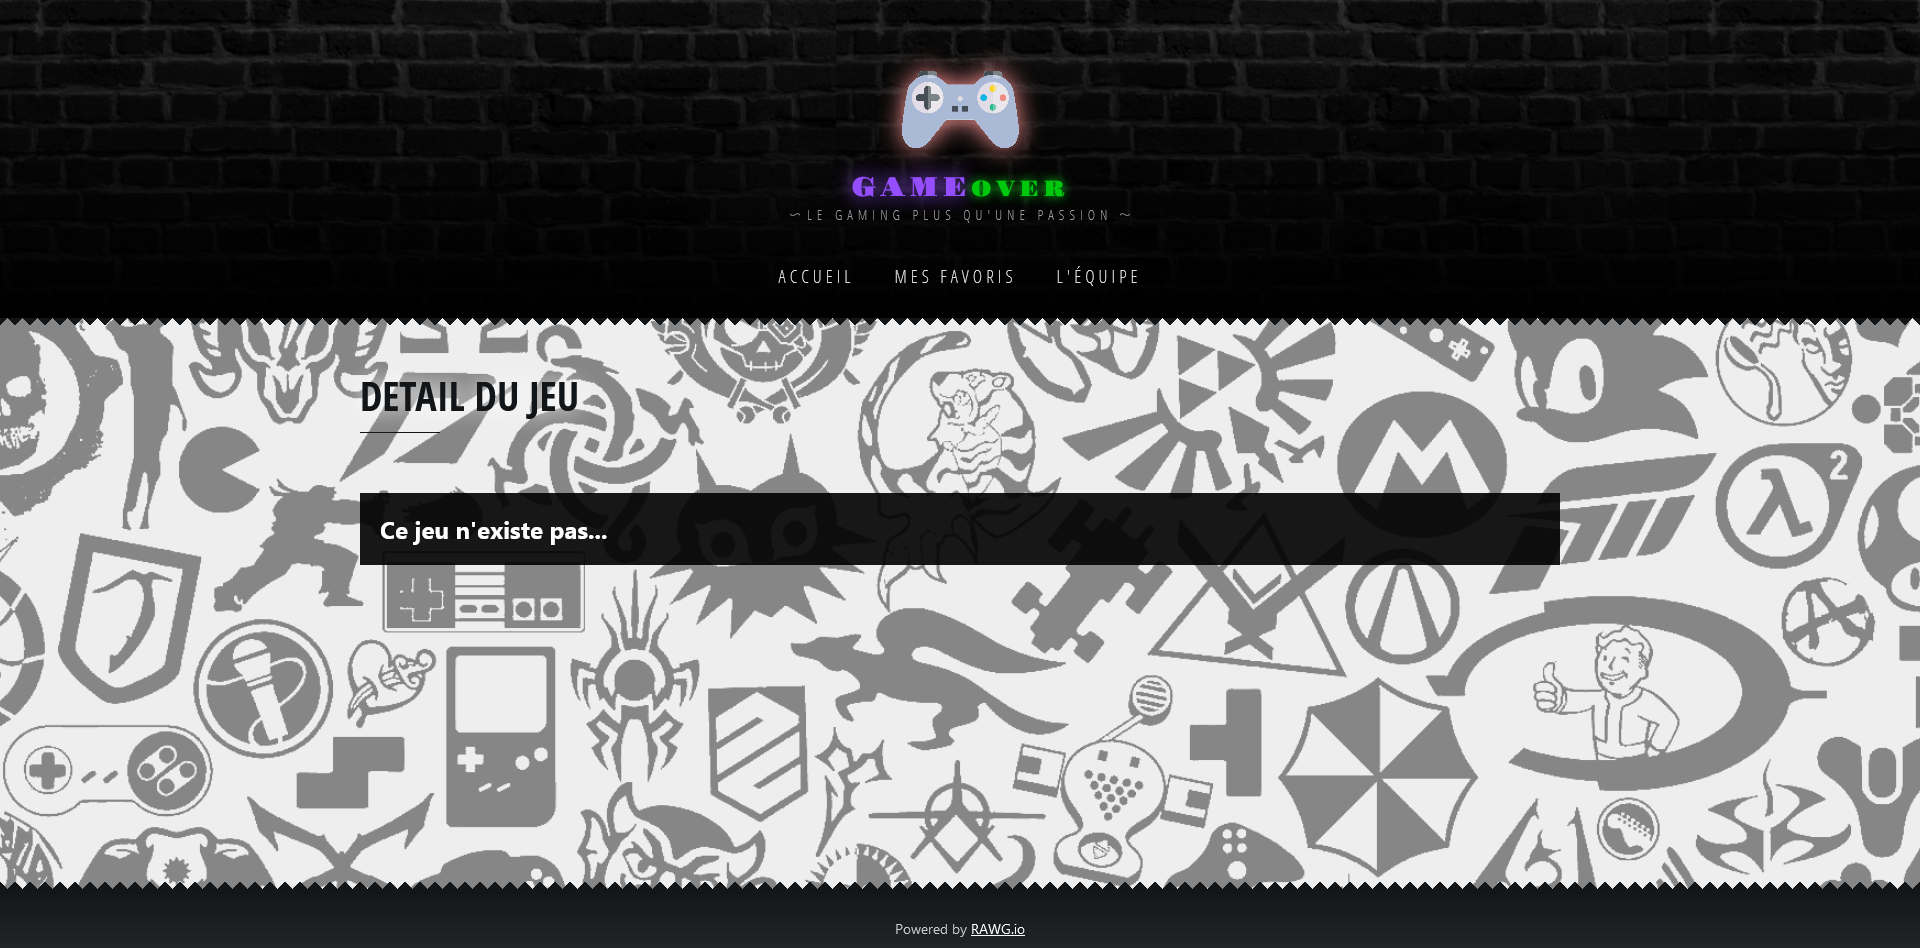 GAMEOVER
~LE GAMING PLUS QU'UNE PASSION ~
ACCUEIL MES FAVORIS L'ÉQUIPE
DETAIL DU JEU
Ce jeu n'existe pas...
Powered by RAWG.io